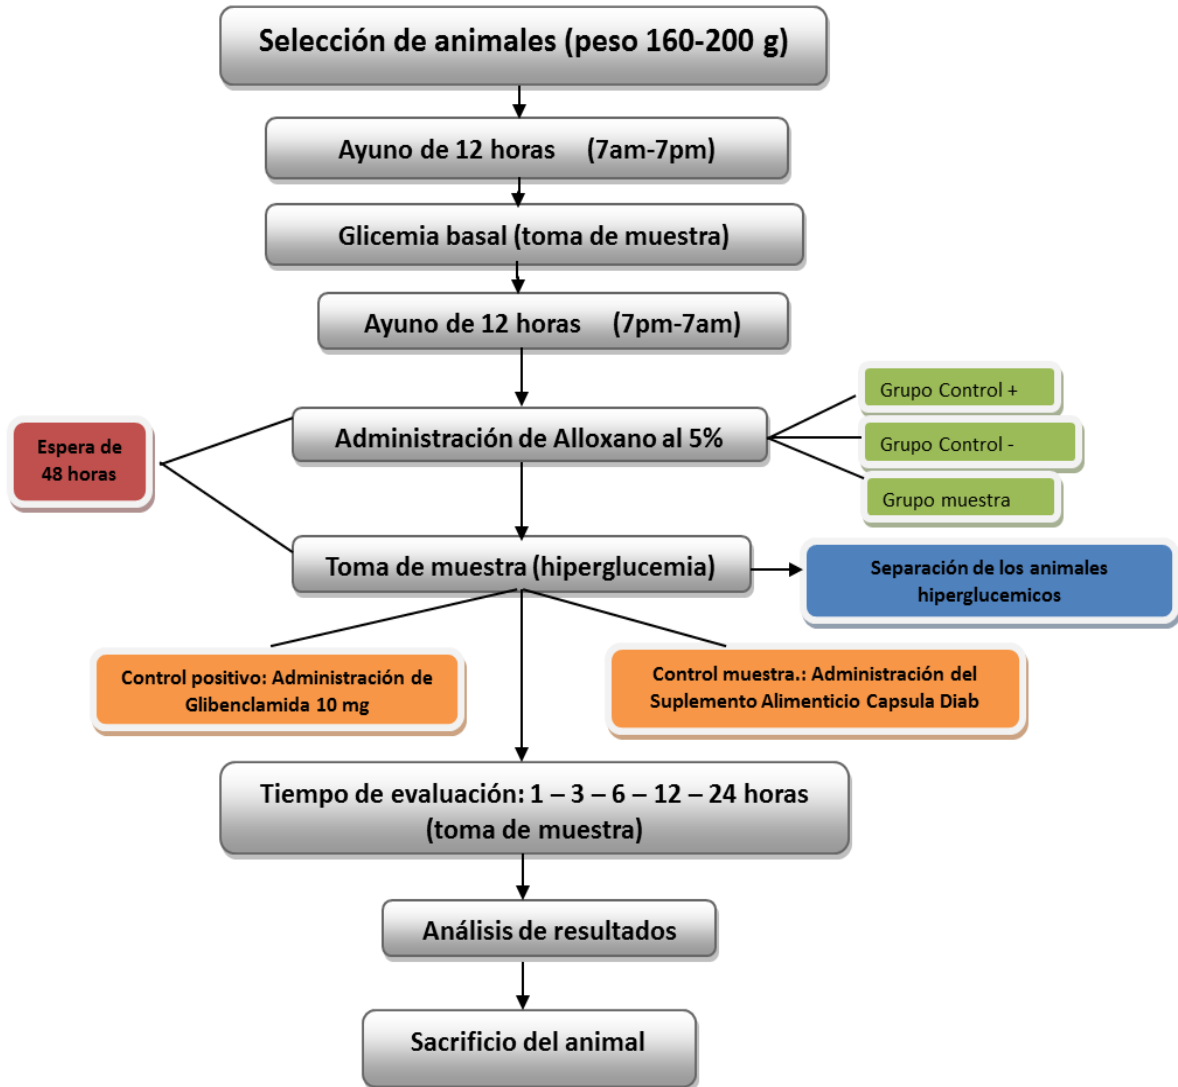 Selección de animales (peso 160-200 g)
Ayuno de 12 horas (7am-7pm)
Glicemia basal (toma de muestra)
Ayuno de 12 horas (7pm-7am)
Grupo Control +
Espera de
48 horas
Administración de Alloxano al 5%
Grupo Control -
Grupo muestra
Toma de muestra (hiperglucemia)
Separación de los animales
hiperglucemicos
Control positivo: Administración de
Glibenclamida 10 mg
Control muestra.: Administración del
Suplemento Alimenticio Capsula Diab
Tiempo de evaluación: 1 – 3 – 6 – 12 – 24 horas
(toma de muestra)
Análisis de resultados
Sacrificio del animal